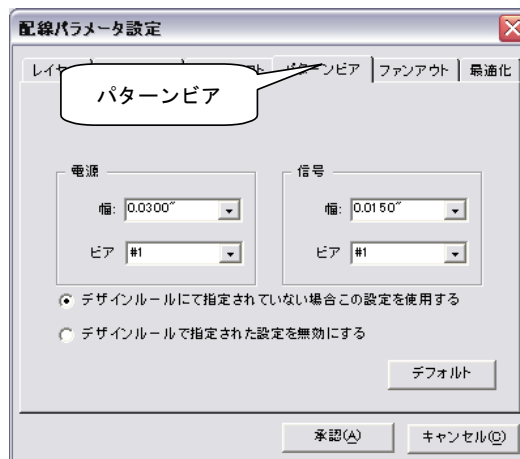 配線パラメータ設定
パターンビア ファンアウト 最適化
パターンビア
電源
信号
幅: 0.0300"
幅: 0.0150"
ビア #1
ビア #1
デザインルールにて指定されていない場合この設定を使用する
デザインルールで指定された設定を無効にする
デフォルト
承認(A)
キャンセル(C)